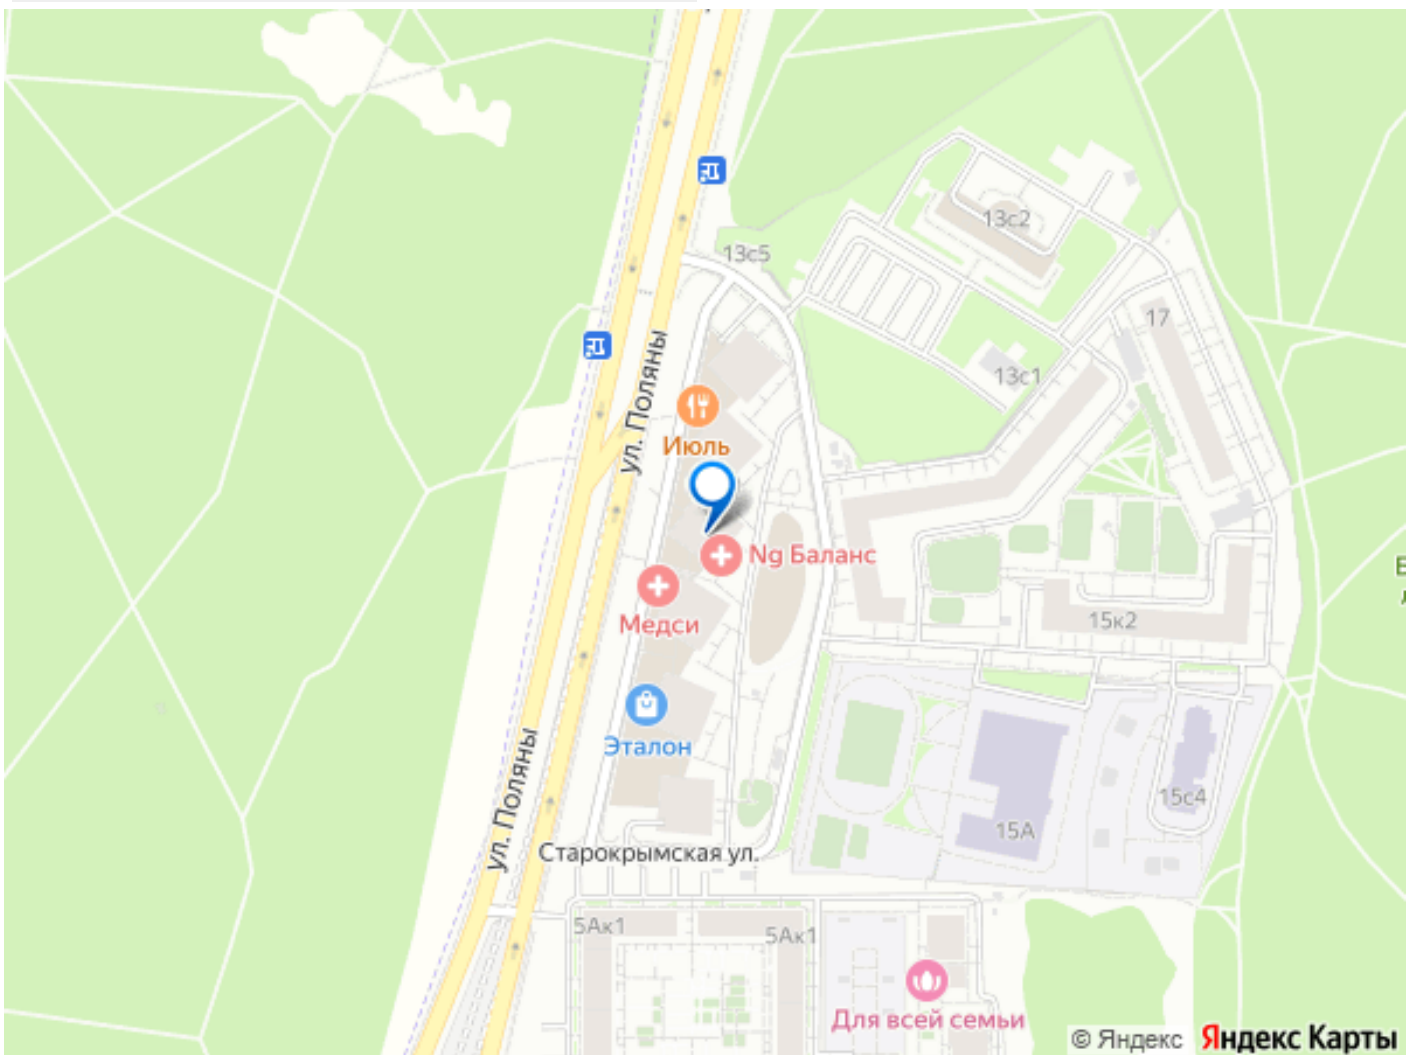 13с2
13с5
17
13с1
ул. Поляны
Июль
Ng Баланс
Медси
15к2
Эталон
ул. Поляны
15с4
15А
Старокрымская ул.
5Ак1
5Ак1
Для всей семьи
© Яндекс Яндекс Карты